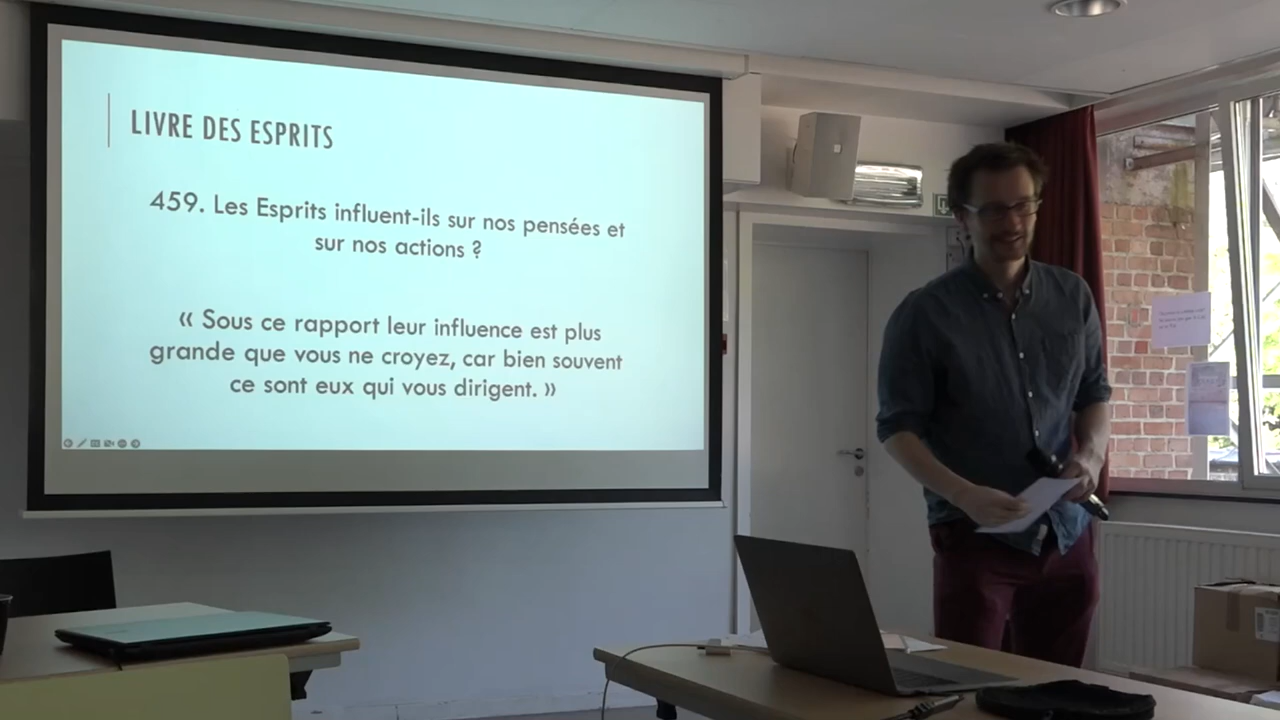 LIVRE DES ESPRITS
459. Les Esprits influent-ils sur nos pensées et
sur nos actions ?
« Sous ce rapport leur influence est plus
grande que vous ne croyez, car bien souvent
ce sont eux qui vous dirigent. »